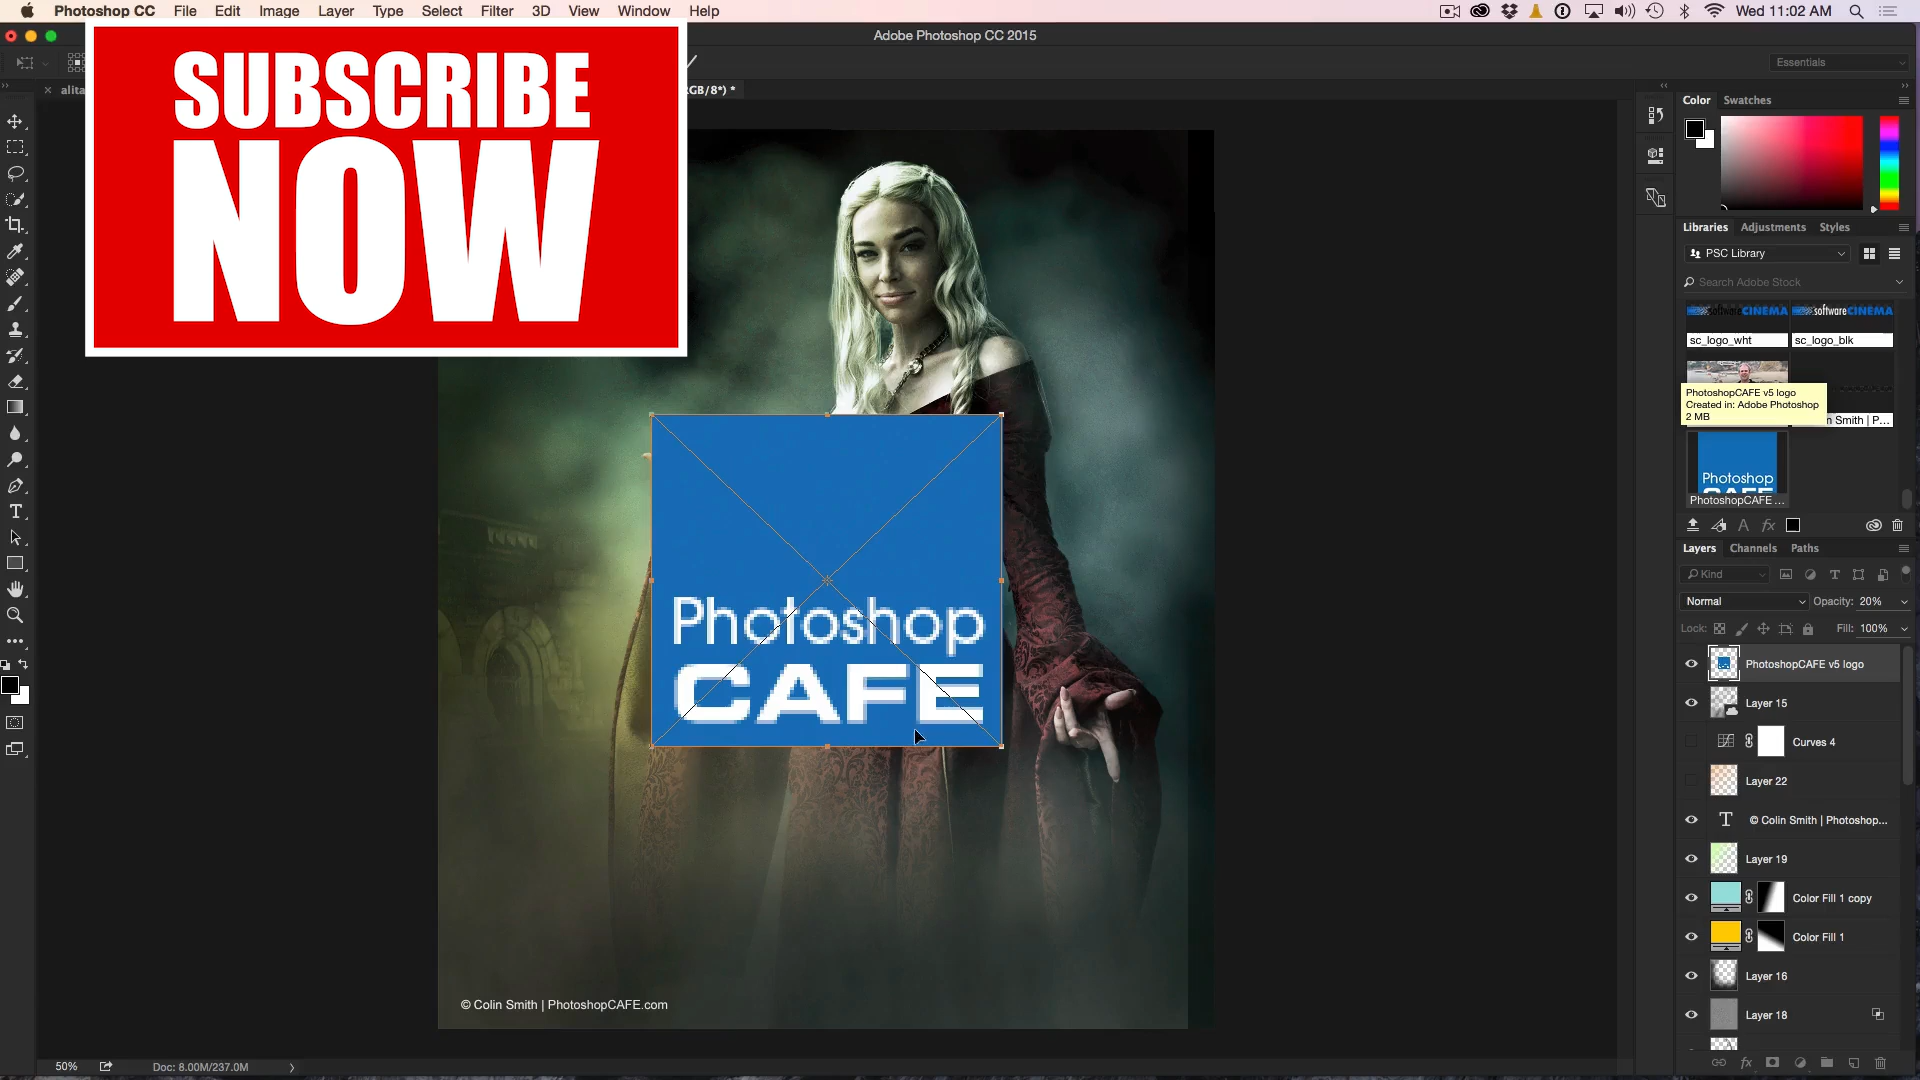 Photoshop CC File Edit Image Layer Type Select Filter 3D View Window Help
Wed 11:02 AM
Adobe Photoshop CC 2015
Essentials
SUBSCRIBE
NOW
alita
RGB/8*) *
Color Swatches
Libraries Adjustments Styles
PSC Library
Search Adobe Stock
software CINEMA
software CINEMA
sc_logo_wht
sc_logo_blk
PhotoshopCAFE v5 logo
Created in: Adobe Photoshop
2 MB
n Smith | P...
Photoshop
CAFE
PhotoshopCAFE ...
Layers Channels Paths
Kind
Normal
Opacity: 20%
Lock:
Fill: 100%
PhotoshopCAFE v5 logo
Layer 15
Curves 4
Layer 22
© Colin Smith | Photoshop...
Layer 19
Color Fill 1 copy
Color Fill 1
Layer 16
Layer 18
Photoshop
CAFE
© Colin Smith | PhotoshopCAFE.com
50%
Doc: 8.00M/237.0M